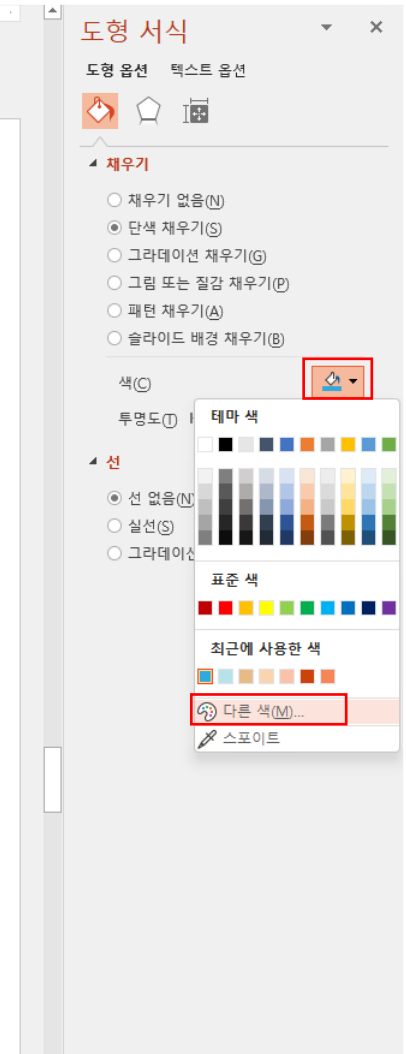 도형 서식
도형 옵션 텍스트 옵션
채우기
채우기 없음(N)
단색 채우기(S)
그라데이션 채우기(G)
그림 또는 질감 채우기(P)
패턴 채우기(A)
슬라이드 배경 채우기(B)
색(C)
투명도(T)
테마 색
선
선 없음(N)
실선(S)
그라데이션
표준 색
최근에 사용한 색
다른 색(M)...
스포이트